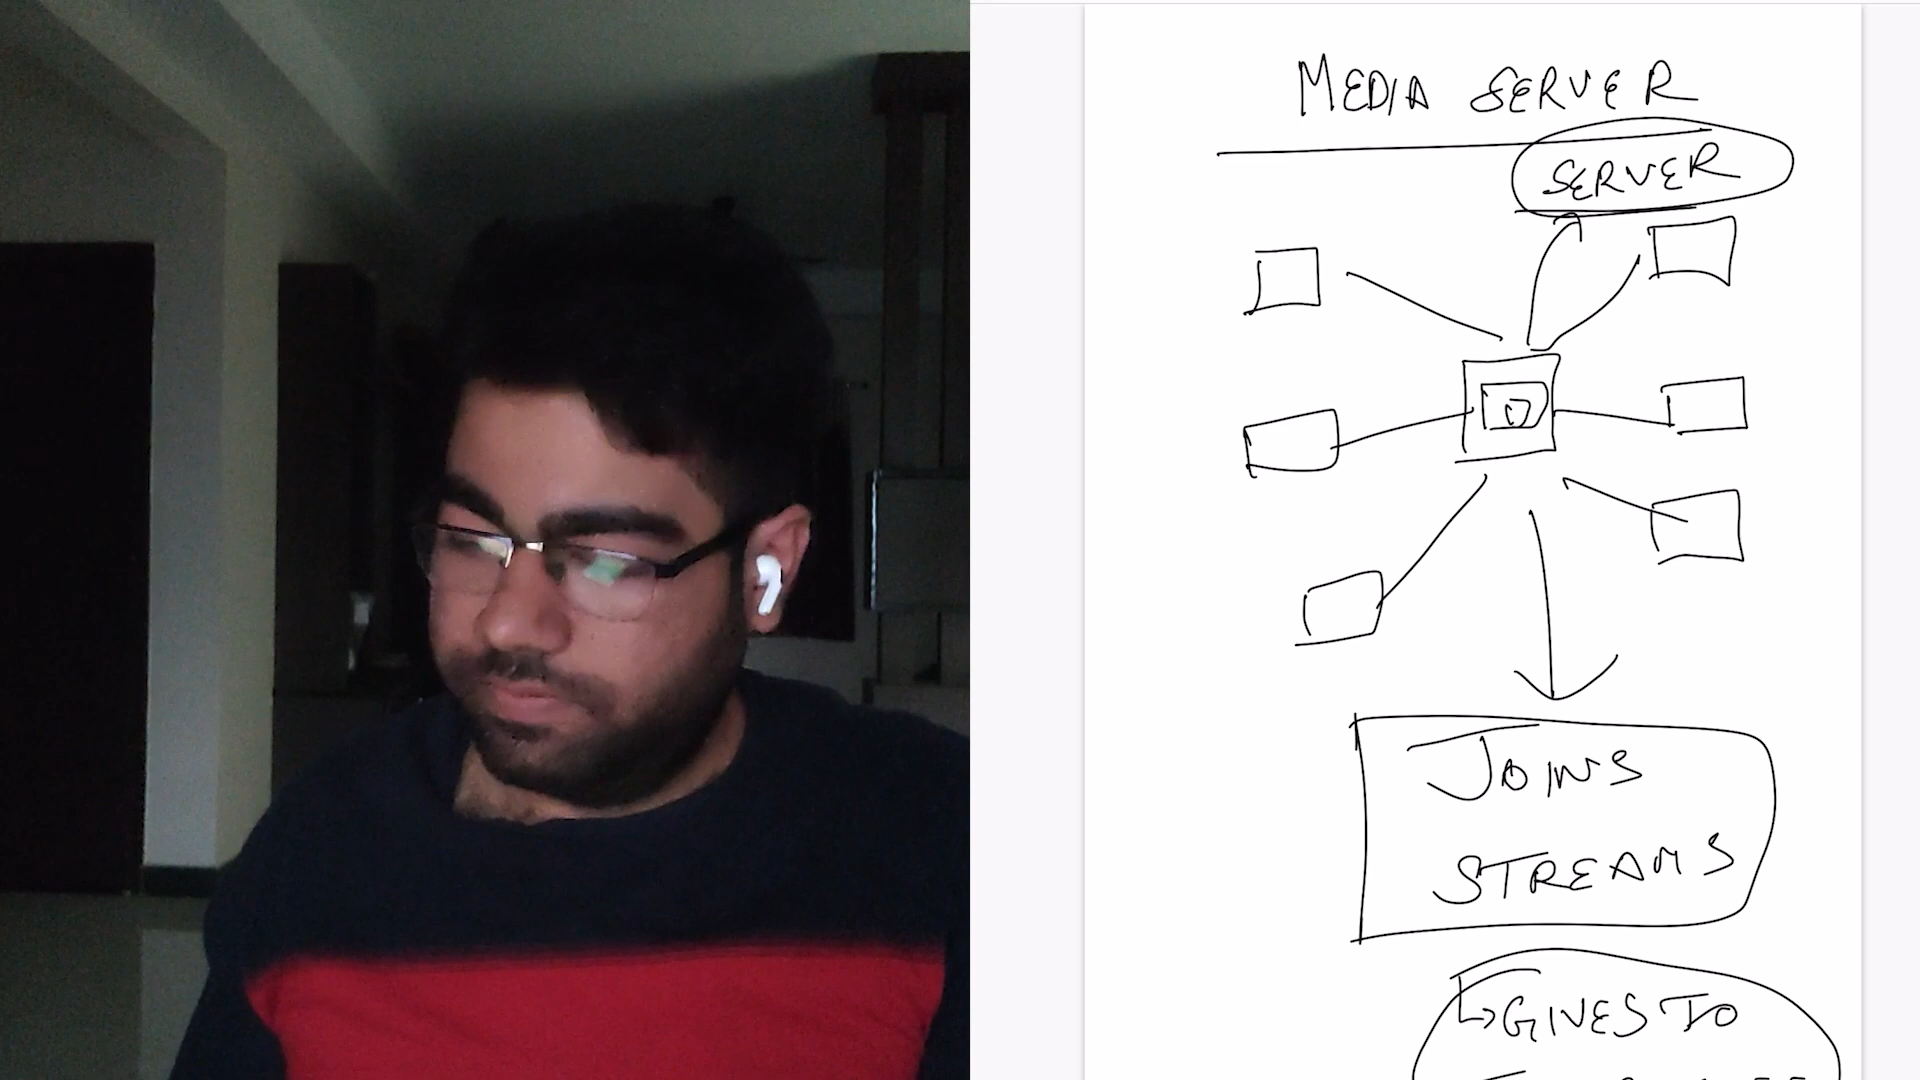 MEDIA SERVER
SERVER
JOINS
STREAMS
↳ GIVES TO